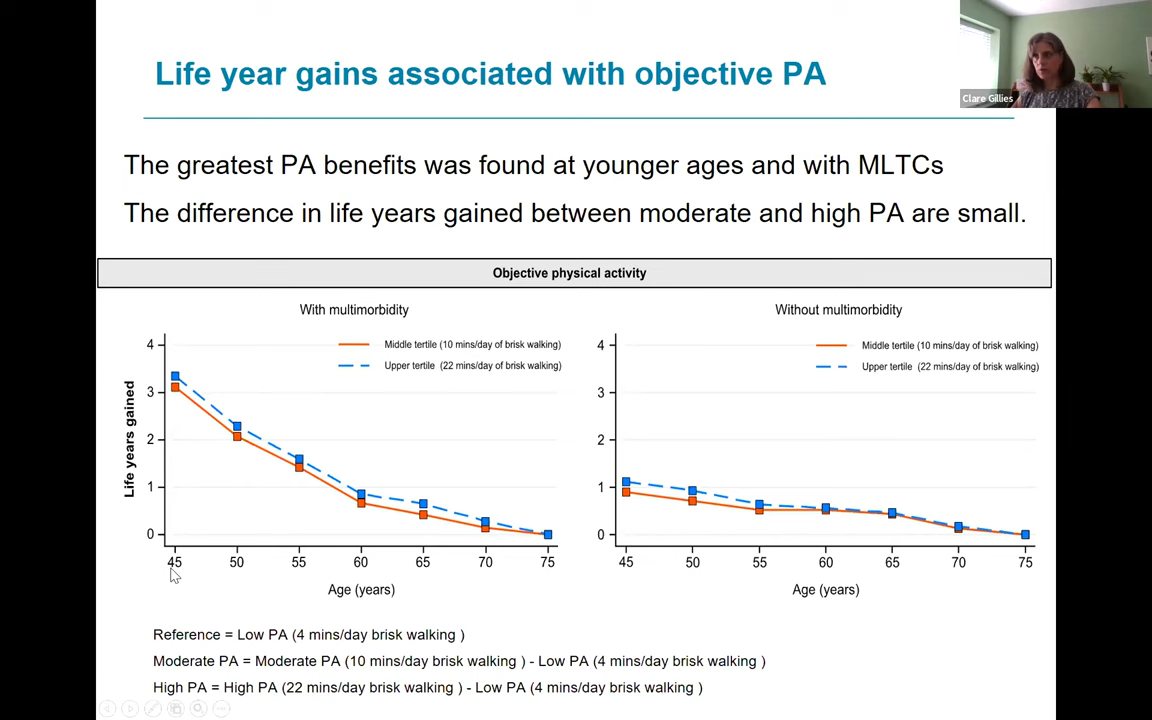 Life year gains associated with objective PA
Clare Gillies
The greatest PA benefits was found at younger ages and with MLTCs
The difference in life years gained between moderate and high PA are small.
Objective physical activity
With multimorbidity
Middle tertile (10 mins/day of brisk walking)
Upper tertile (22 mins/day of brisk walking)
Life years gained
4
3
2
1
0
45 50 55 60 65 70 75
Age (years)
Without multimorbidity
Middle tertile (10 mins/day of brisk walking)
Upper tertile (22 mins/day of brisk walking)
4
3
2
1
0
45 50 55 60 65 70 75
Age (years)
Reference = Low PA (4 mins/day brisk walking )
Moderate PA = Moderate PA (10 mins/day brisk walking ) - Low PA (4 mins/day brisk walking )
High PA = High PA (22 mins/day brisk walking ) - Low PA (4 mins/day brisk walking )